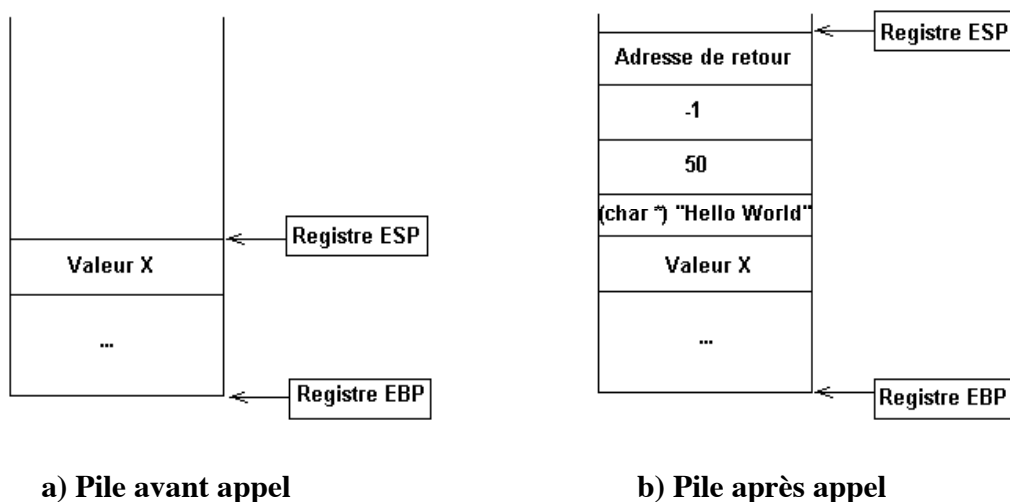 Registre ESP
Valeur X
...
Registre EBP
a) Pile avant appel
Registre ESP
Adresse de retour
-1
50
(char *) "Hello World"
Valeur X
...
Registre EBP
b) Pile après appel